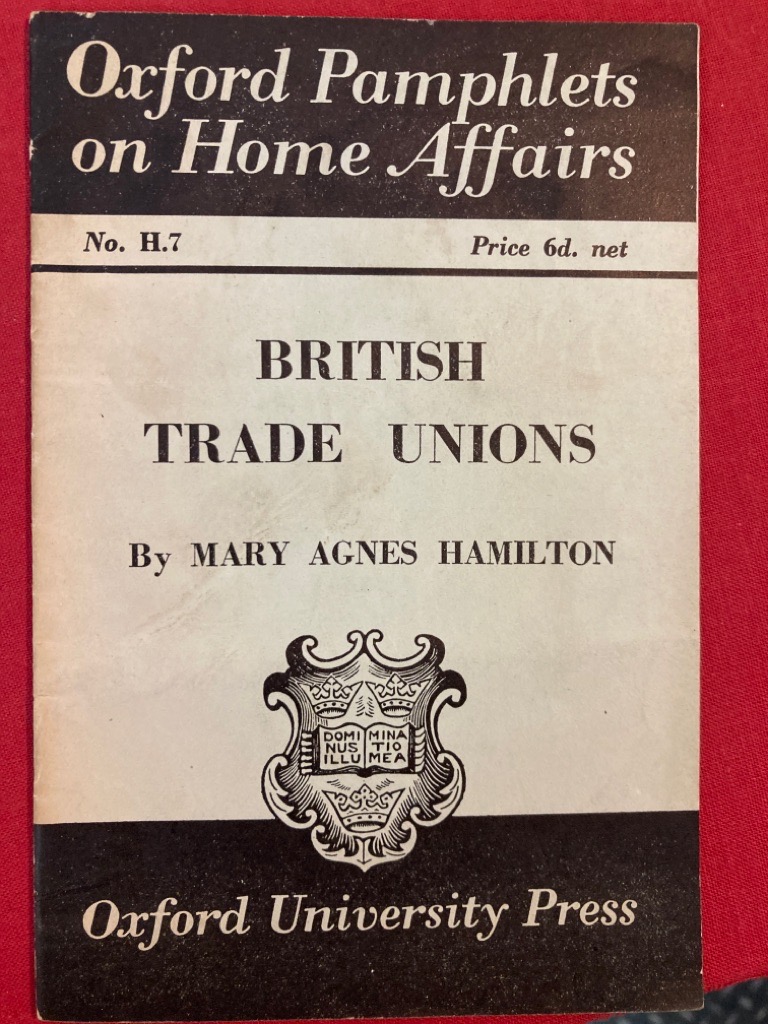 Oxford Pamphlets
on Home Affairs
No. H.7 Price 6d. net
BRITISH
TRADE UNIONS
By MARY AGNES HAMILTON
DOMI MINA
NUS TIO
ILLU MEA
Oxford University Press